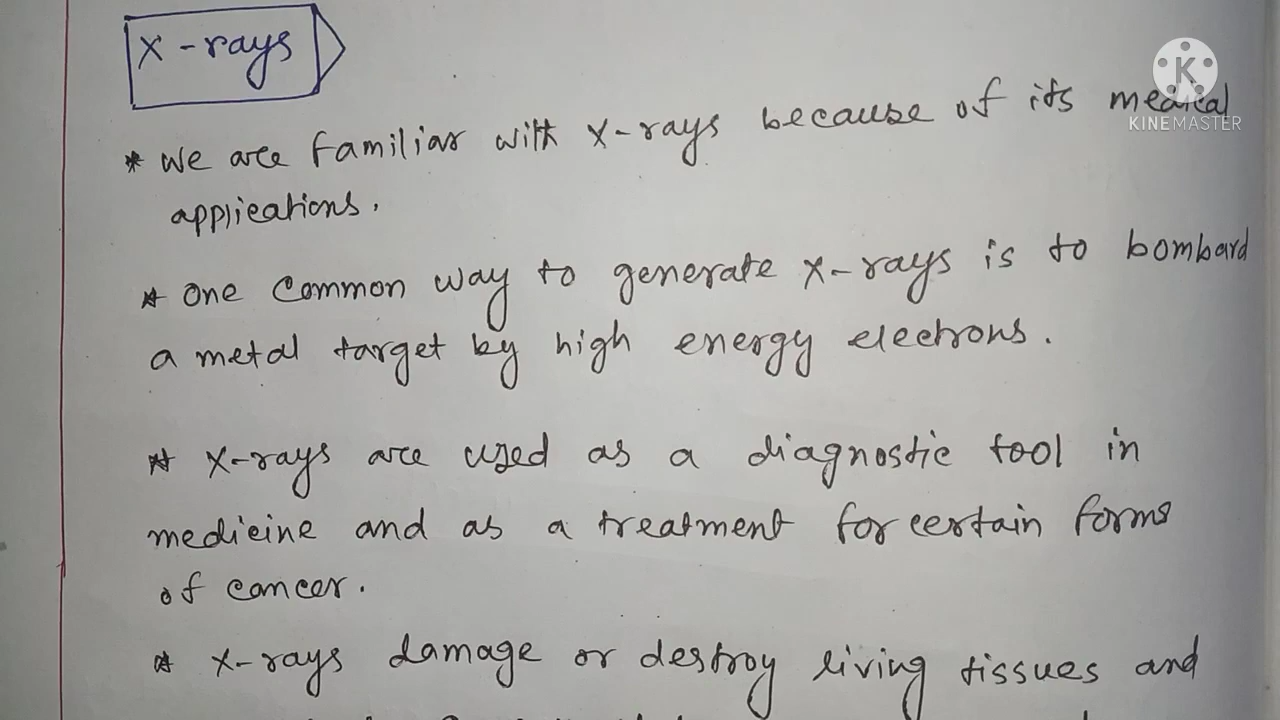 X-rays
* We are familiar with X-rays because of its medical
applications.
* One common way to generate X-rays is to bombard
a metal target by high energy electrons.
* X-rays are used as a diagnostic tool in
medicine and as a treatment for certain forms
of cancer.
* X-rays damage or destroy living tissues and
K
KINEMASTER